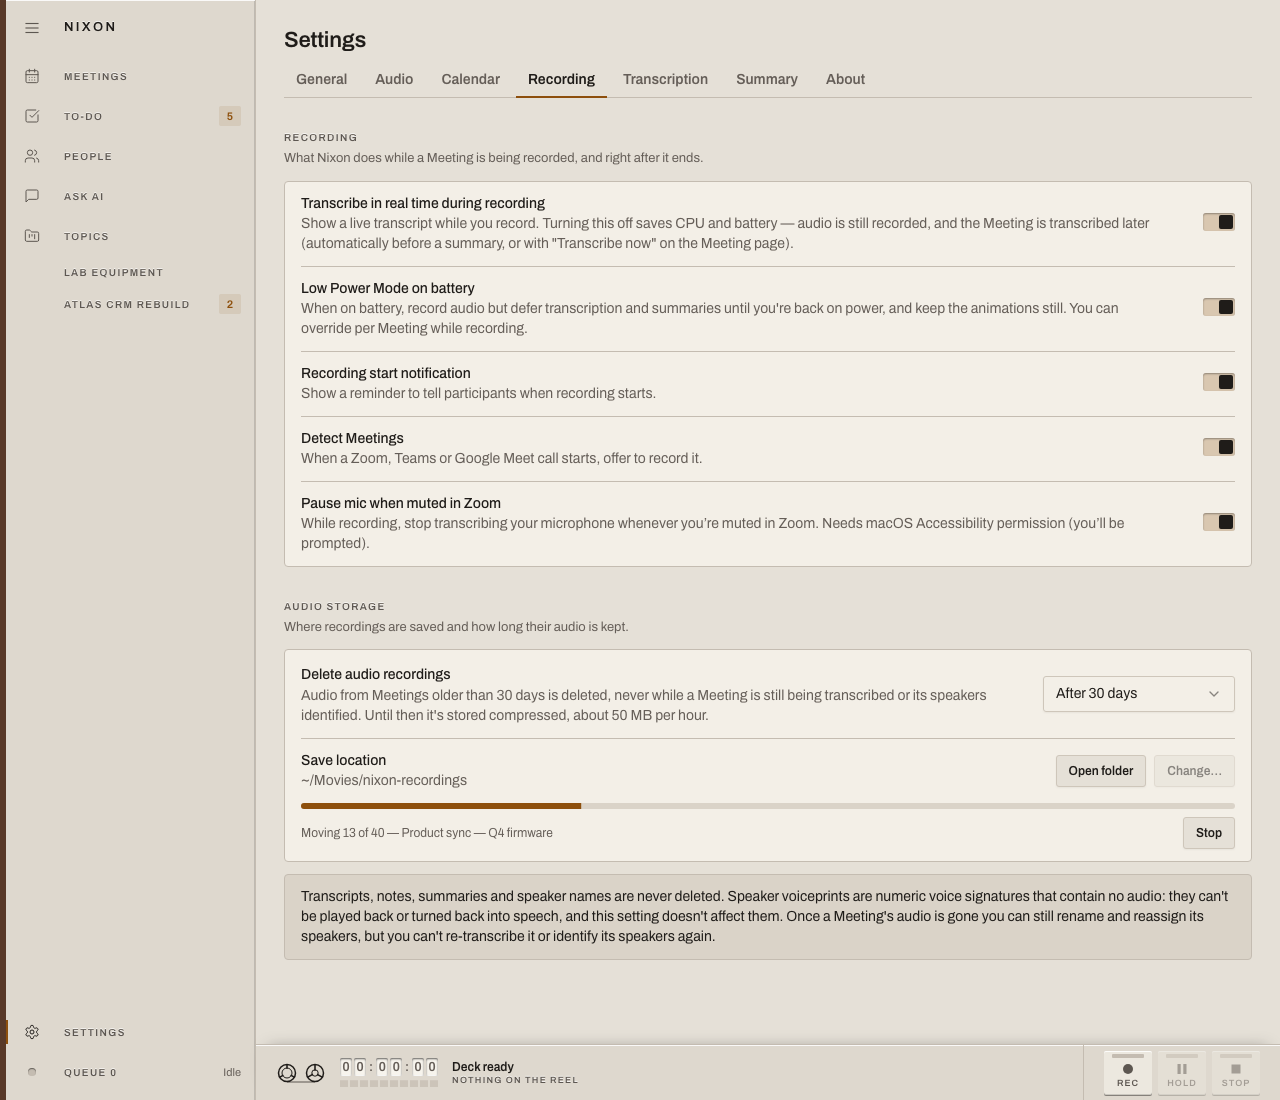 NIXON
MEETINGS
TO-DO 5
PEOPLE
ASK AI
TOPICS
LAB EQUIPMENT
ATLAS CRM REBUILD 2
SETTINGS
QUEUE 0 Idle
Settings
General Audio Calendar Recording Transcription Summary About
RECORDING
What Nixon does while a Meeting is being recorded, and right after it ends.
Transcribe in real time during recording
Show a live transcript while you record. Turning this off saves CPU and battery — audio is still recorded, and the Meeting is transcribed later
(automatically before a summary, or with "Transcribe now" on the Meeting page).
Low Power Mode on battery
When on battery, record audio but defer transcription and summaries until you're back on power, and keep the animations still. You can
override per Meeting while recording.
Recording start notification
Show a reminder to tell participants when recording starts.
Detect Meetings
When a Zoom, Teams or Google Meet call starts, offer to record it.
Pause mic when muted in Zoom
While recording, stop transcribing your microphone whenever you’re muted in Zoom. Needs macOS Accessibility permission (you’ll be
prompted).
AUDIO STORAGE
Where recordings are saved and how long their audio is kept.
Delete audio recordings
Audio from Meetings older than 30 days is deleted, never while a Meeting is still being transcribed or its speakers
identified. Until then it's stored compressed, about 50 MB per hour.
After 30 days
Save location
~/Movies/nixon-recordings
Open folder Change...
Moving 13 of 40 — Product sync — Q4 firmware
Stop
Transcripts, notes, summaries and speaker names are never deleted. Speaker voiceprints are numeric voice signatures that contain no audio: they can't
be played back or turned back into speech, and this setting doesn't affect them. Once a Meeting's audio is gone you can still rename and reassign its
speakers, but you can't re-transcribe it or identify its speakers again.
00:00:00
Deck ready
NOTHING ON THE REEL
REC HOLD STOP